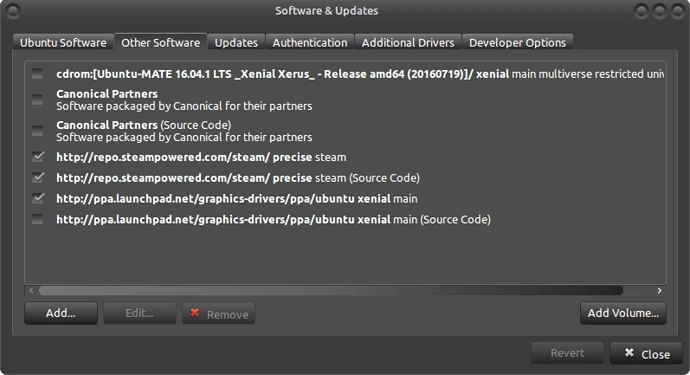 Software & Updates
Ubuntu Software Other Software Updates Authentication Additional Drivers Developer Options
cdrom:[Ubuntu-MATE 16.04.1 LTS _Xenial Xerus_ - Release amd64 (20160719)]/ xenial main multiverse restricted univ
Canonical Partners
Software packaged by Canonical for their partners
Canonical Partners (Source Code)
Software packaged by Canonical for their partners
http://repo.steampowered.com/steam/ precise steam
http://repo.steampowered.com/steam/ precise steam (Source Code)
http://ppa.launchpad.net/graphics-drivers/ppa/ubuntu xenial main
http://ppa.launchpad.net/graphics-drivers/ppa/ubuntu xenial main (Source Code)
Add... Edit... Remove Add Volume...
Revert Close